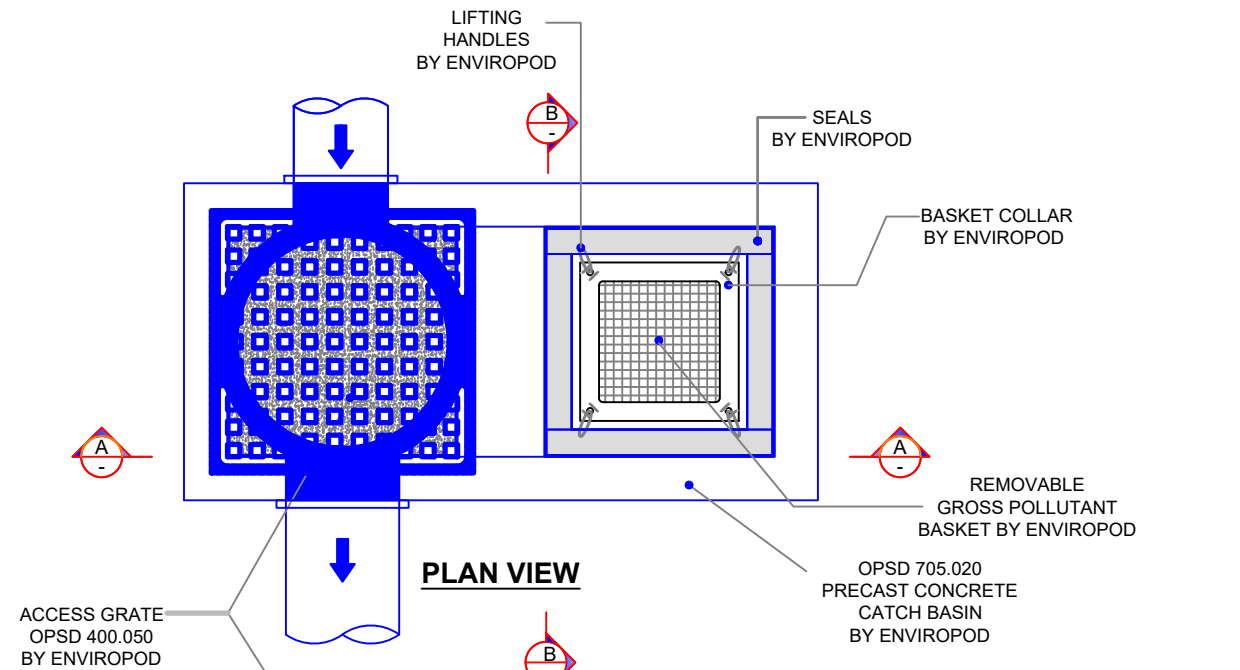 LIFTING
HANDLES
BY ENVIROPOD
B
-
SEALS
BY ENVIROPOD
BASKET COLLAR
BY ENVIROPOD
A
-
A
-
REMOVABLE
GROSS POLLUTANT
BASKET BY ENVIROPOD
PLAN VIEW
OPSD 705.020
PRECAST CONCRETE
CATCH BASIN
BY ENVIROPOD
ACCESS GRATE
OPSD 400.050
BY ENVIROPOD
B